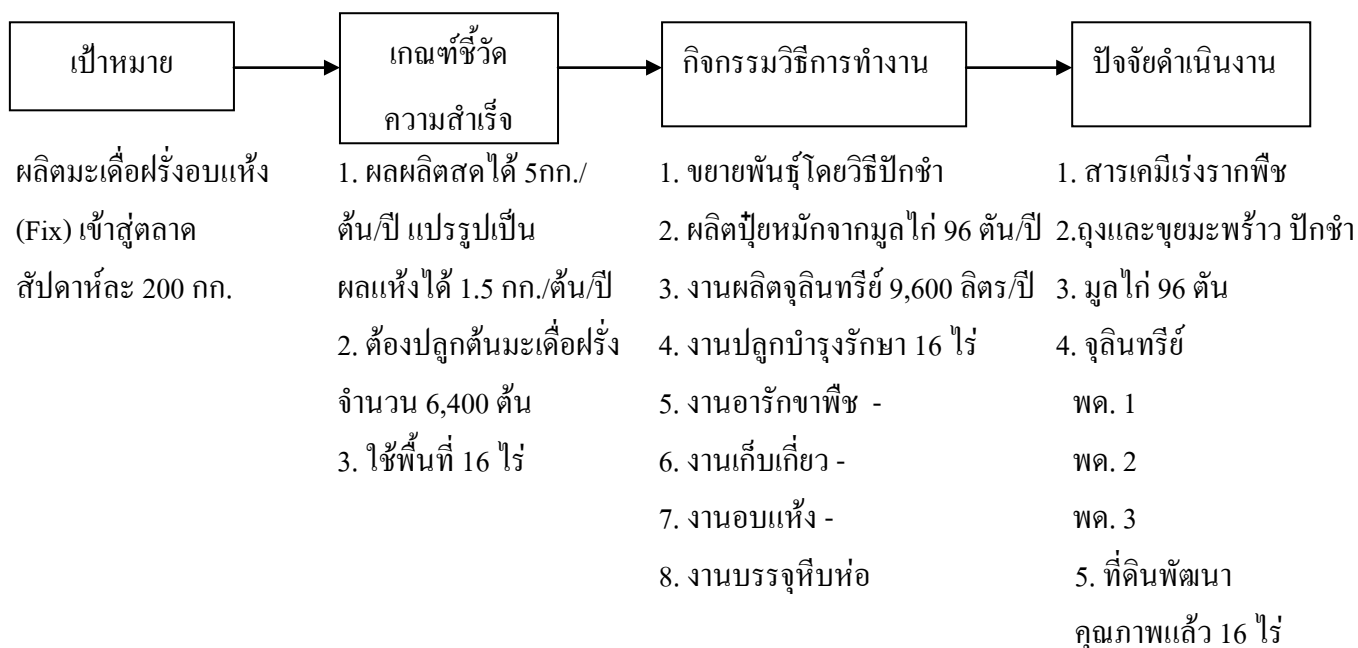 เป้าหมาย
เกณฑ์ชี้วัด
ความสำเร็จ
กิจกรรมวิธีการทำงาน
ปัจจัยดำเนินงาน
ผลิตมะเดื่อฝรั่งอบแห้ง
(Fix) เข้าสู่ตลาด
สัปดาห์ละ 200 กก.
1. ผลผลิตสดได้ 5กก./
ต้น/ปี แปรรูปเป็น
ผลแห้งได้ 1.5 กก./ต้น/ปี
2. ต้องปลูกต้นมะเดื่อฝรั่ง
จำนวน 6,400 ต้น
3. ใช้พื้นที่ 16 ไร่
1. ขยายพันธุ์โดยวิธีปักชำ
2. ผลิตปุ๋ยหมักจากมูลไก่ 96 ตัน/ปี
3. งานผลิตจุลินทรีย์ 9,600 ลิตร/ปี
4. งานปลูกบำรุงรักษา 16 ไร่
5. งานอารักขาพืช -
6. งานเก็บเกี่ยว -
7. งานอบแห้ง -
8. งานบรรจุหีบห่อ
1. สารเคมีเร่งรากพืช
2.ถุงและขุยมะพร้าว ปักชำ
3. มูลไก่ 96 ตัน
4. จุลินทรีย์
พด. 1
พด. 2
พด. 3
5. ที่ดินพัฒนา
คุณภาพแล้ว 16 ไร่